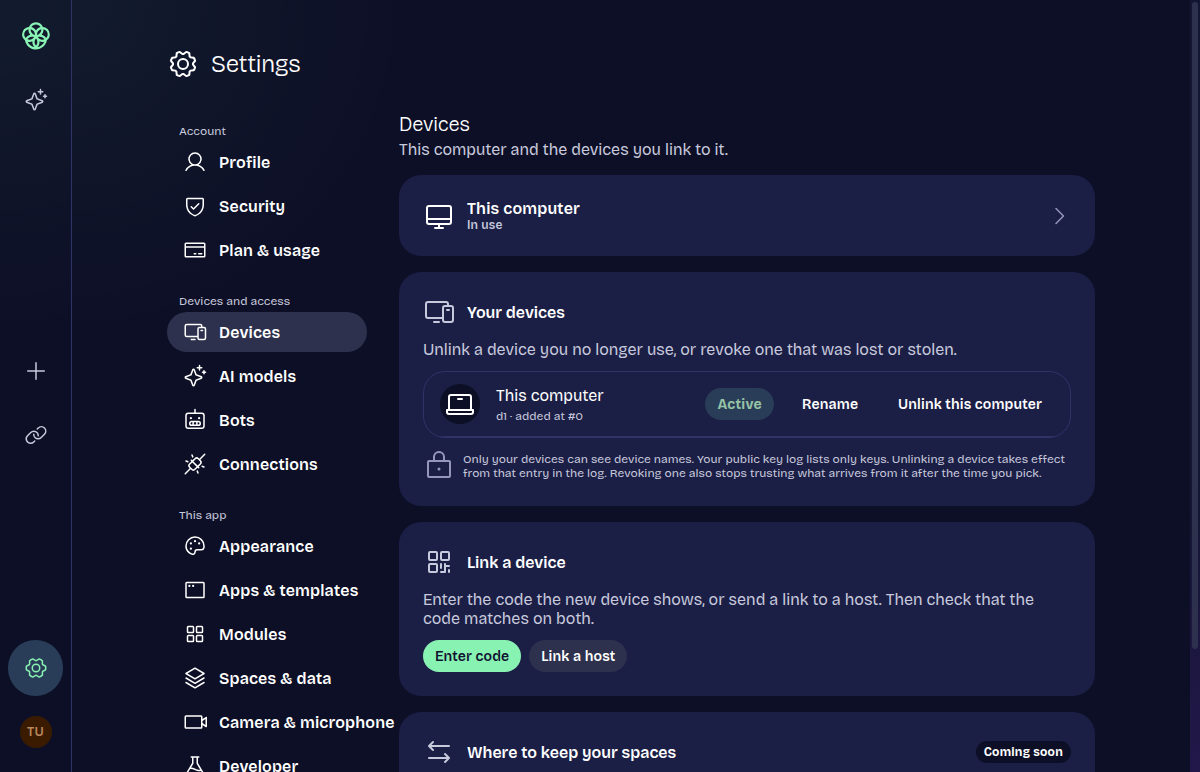 Settings
Account
Profile
Security
Plan & usage
Devices and access
Devices
AI models
Bots
Connections
This app
Appearance
Apps & templates
Modules
Spaces & data
Camera & microphone
Developer
TU
Devices
This computer and the devices you link to it.
This computer
In use
Your devices
Unlink a device you no longer use, or revoke one that was lost or stolen.
This computer
d1 · added at #0
Active
Rename
Unlink this computer
Only your devices can see device names. Your public key log lists only keys. Unlinking a device takes effect
from that entry in the log. Revoking one also stops trusting what arrives from it after the time you pick.
Link a device
Enter the code the new device shows, or send a link to a host. Then check that the
code matches on both.
Enter code
Link a host
Where to keep your spaces
Coming soon